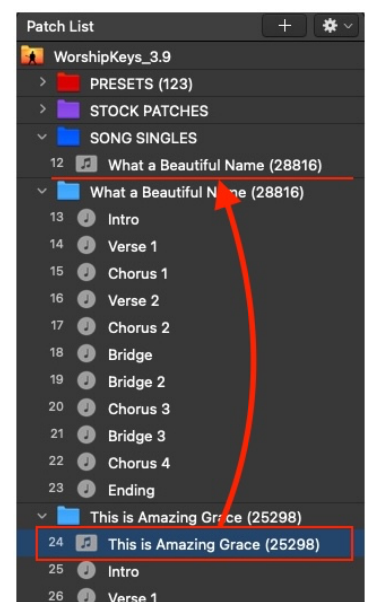 Patch List
WorshipKeys_3.9
PRESETS (123)
STOCK PATCHES
SONG SINGLES
12 What a Beautiful Name (28816)
What a Beautiful N me (28816)
13 Intro
14 Verse 1
15 Chorus 1
16 Verse 2
17 Chorus 2
18 Bridge
19 Bridge 2
20 Chorus 3
21 Bridge 3
22 Chorus 4
23 Ending
This is Amazing Grace (25298)
24 This is Amazing Grace (25298)
25 Intro
26 Verse 1